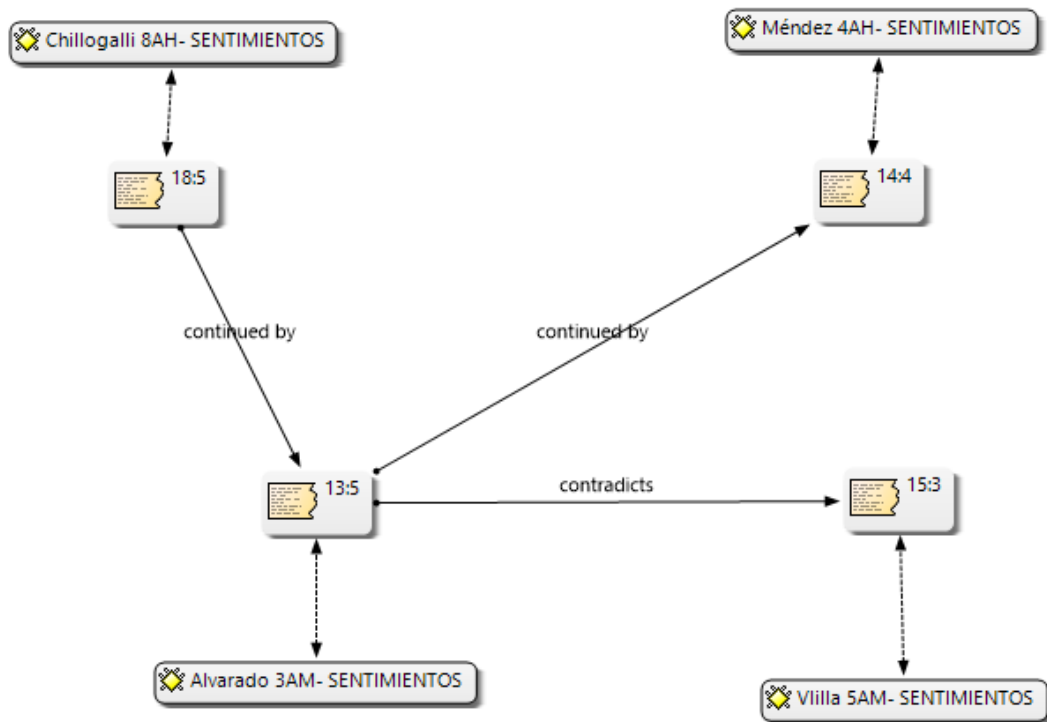 Chillogalli 8AH- SENTIMIENTOS
Méndez 4AH- SENTIMIENTOS
18:5
14:4
continued by
continued by
13:5
contradicts
15:3
Alvarado 3AM- SENTIMIENTOS
Vlilla 5AM- SENTIMIENTOS